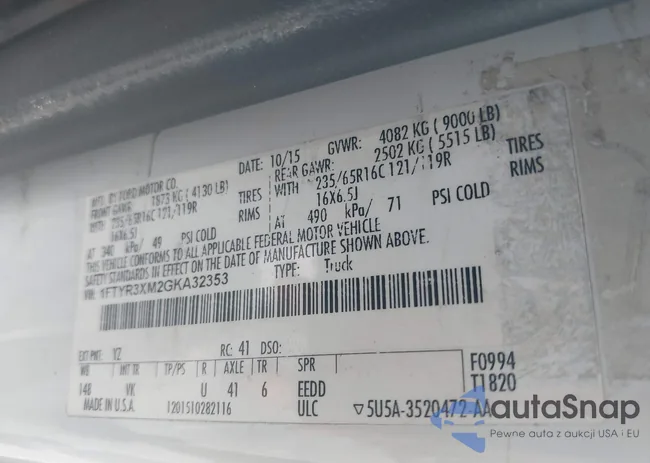 MFD. BY FORD MOTOR CO.
DATE: 10/15 GVWR: 4082 KG ( 9000 LB)
FRONT GAWR: 1873 KG ( 4130 LB) REAR GAWR: 2502 KG ( 5515 LB)
WITH 235/65R16C 121/119R TIRES WITH 235/65R16C 121/119R TIRES
16X6.5J RIMS 16X6.5J RIMS
AT 340 kPa/ 49 PSI COLD AT 490 kPa/ 71 PSI COLD
THIS VEHICLE CONFORMS TO ALL APPLICABLE FEDERAL MOTOR VEHICLE
SAFETY STANDARDS IN EFFECT ON THE DATE OF MANUFACTURE SHOWN ABOVE.
VIN: 1FTYR3XM2GKA32353 TYPE: Truck
EXT PNT: YZ RC: 41 DSO:
WB INT TR TP/PS R AXLE TR SPR F0994
148 VK U 41 6 EEDD T1820
MADE IN U.S.A. 1201510282116 ULC ▽5U5A-3520472-AA
autaSnap
Pewne auta z aukcji USA i EU